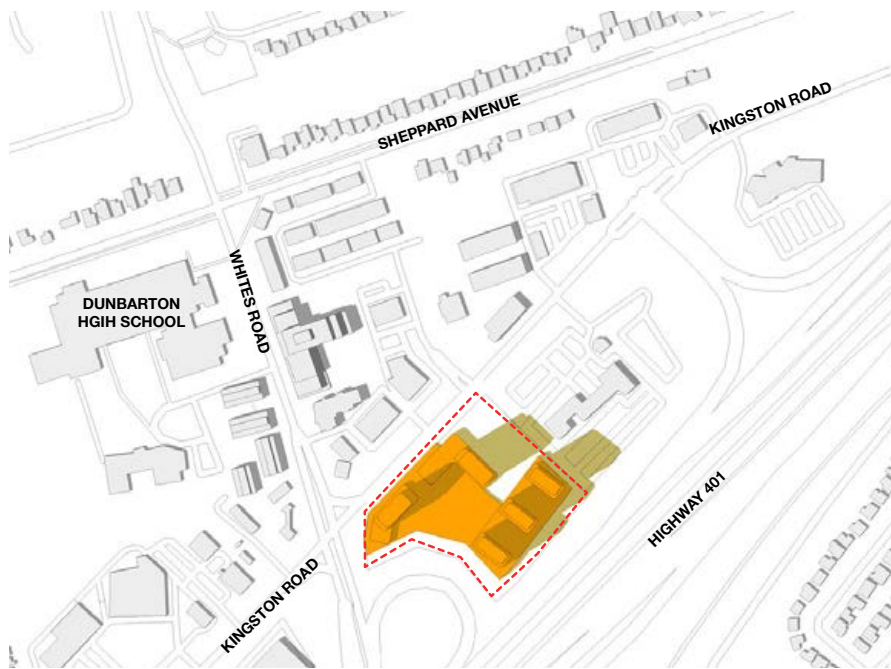 SHEPPARD AVENUE
KINGSTON ROAD
WHITES ROAD
DUNBARTON
HGIH SCHOOL
HIGHWAY 401
KINGSTON ROAD